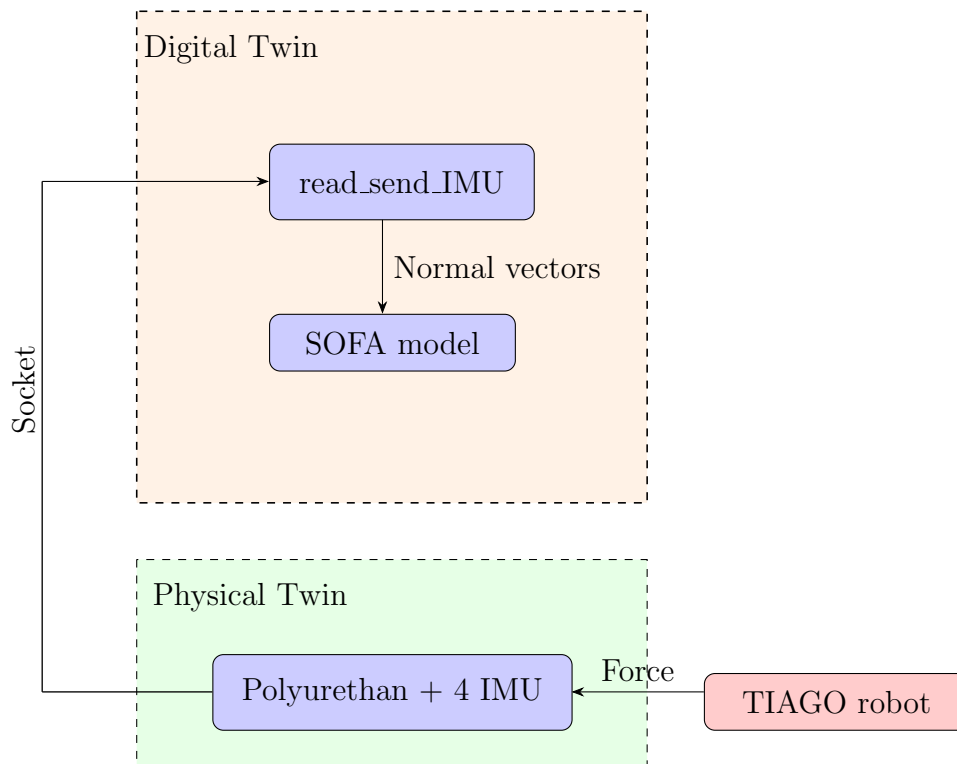 Digital Twin
read_send_IMU
Normal vectors
SOFA model
Socket
Physical Twin
Force
Polyurethan + 4 IMU
TIAGO robot